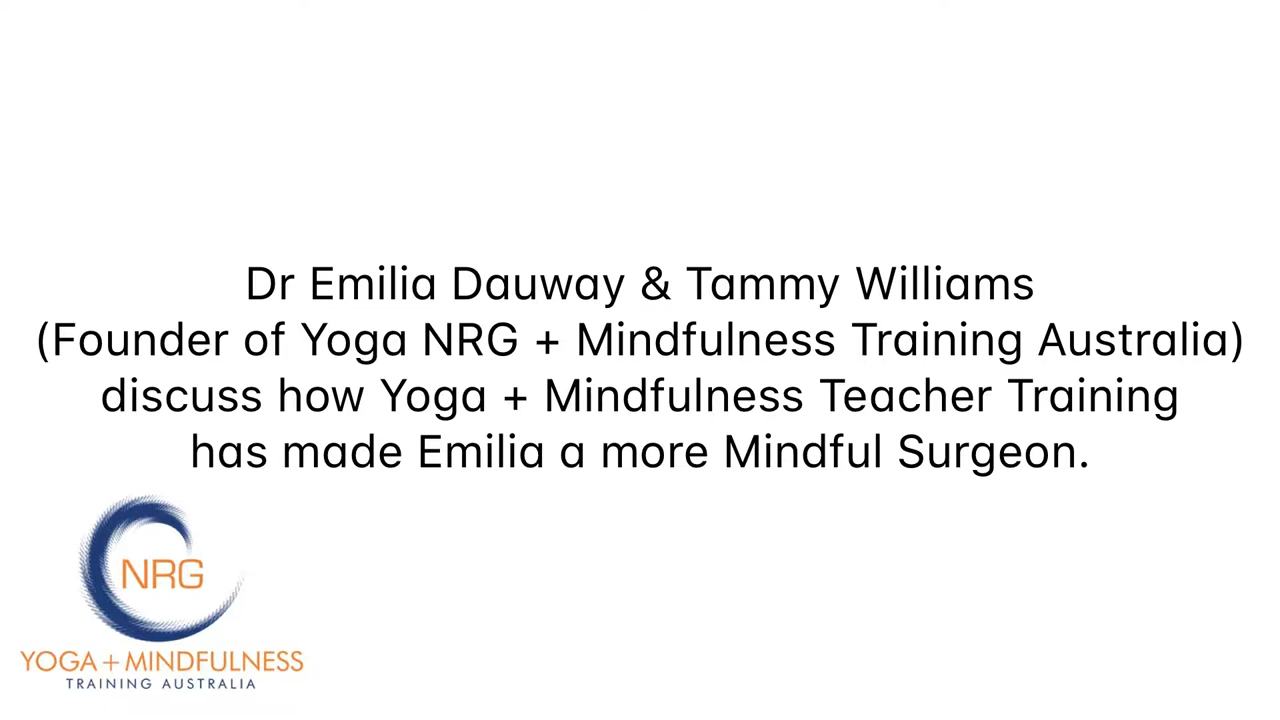 Dr Emilia Dauway & Tammy Williams
(Founder of Yoga NRG + Mindfulness Training Australia)
discuss how Yoga + Mindfulness Teacher Training
has made Emilia a more Mindful Surgeon.
NRG
YOGA + MINDFULNESS
TRAINING AUSTRALIA